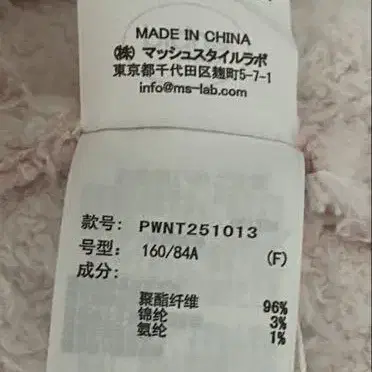 MADE IN CHINA
(株) マッシュスタイルラボ
東京都千代田区麹町5-7-1
info@ms-lab.com
款号: PWNT251013
号型: 160/84A (F)
成分:
聚酯纤维 96%
锦纶 3%
氨纶 1%